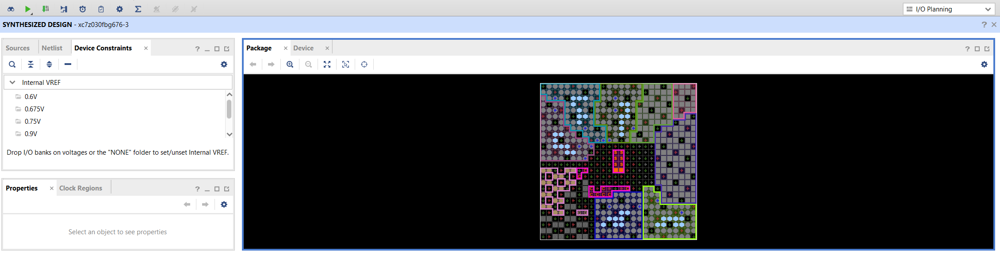 I/O Planning
SYNTHESIZED DESIGN - xc7z030fbg676-3
Sources Netlist Device Constraints
Internal VREF
0.6V
0.675V
0.75V
0.9V
Drop I/O banks on voltages or the "NONE" folder to set/unset Internal VREF.
Properties Clock Regions
Select an object to see properties
Package Device
S S
S S
S S
C
C
C C C
C C C C
G G